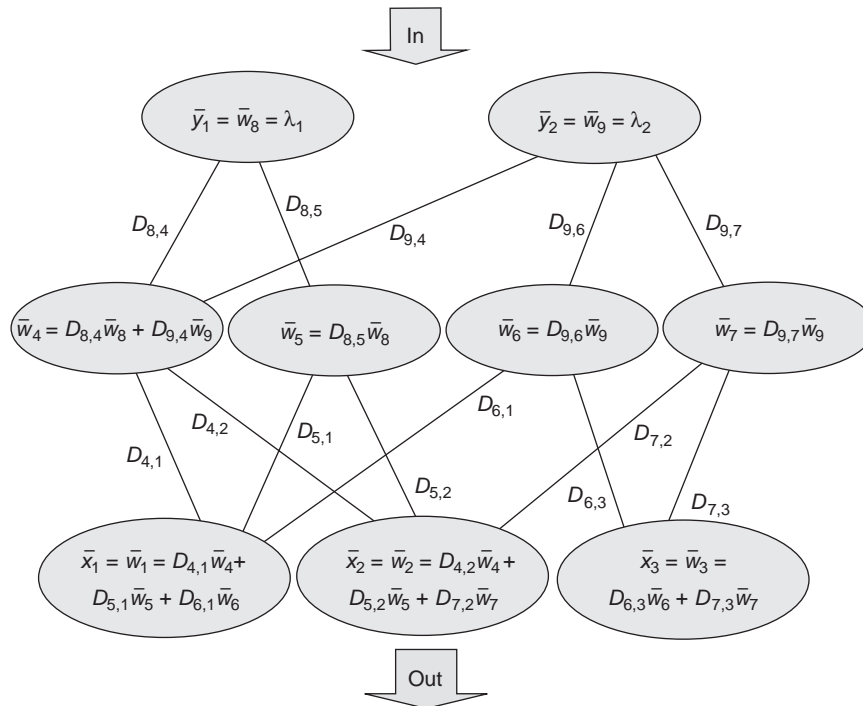 In
ȳ₁ = w̄₈ = λ₁
ȳ₂ = w̄₉ = λ₂
D₈,₄
D₈,₅
D₉,₄
D₉,₆
D₉,₇
w̄₄ = D₈,₄w̄₈ + D₉,₄w̄₉
w̄₅ = D₈,₅w̄₈
w̄₆ = D₉,₆w̄₉
w̄₇ = D₉,₇w̄₉
D₄,₁
D₄,₂
D₅,₁
D₅,₂
D₆,₁
D₆,₃
D₇,₂
D₇,₃
x̄₁ = w̄₁ = D₄,₁w̄₄+
D₅,₁w̄₅ + D₆,₁w̄₆
x̄₂ = w̄₂ = D₄,₂w̄₄ +
D₅,₂w̄₅ + D₇,₂w̄₇
x̄₃ = w̄₃ =
D₆,₃w̄₆ + D₇,₃w̄₇
Out